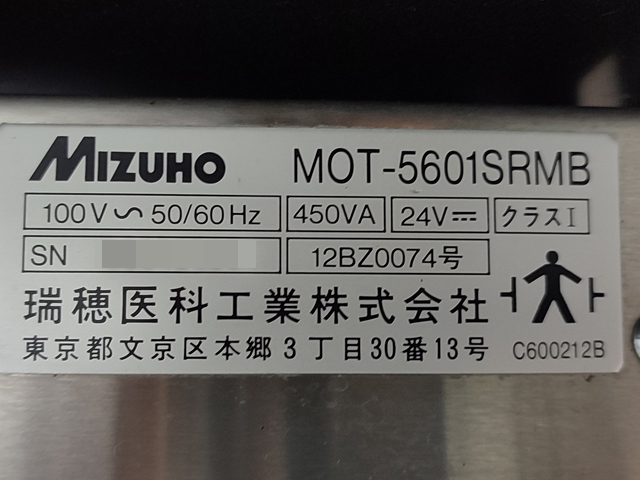 MIZUHO MOT-5601SRMB
100V〜50/60Hz 450VA 24V⎓ クラスI
SN 12BZ0074号
瑞穂医科工業株式会社
東京都文京区本郷3丁目30番13号 C600212B